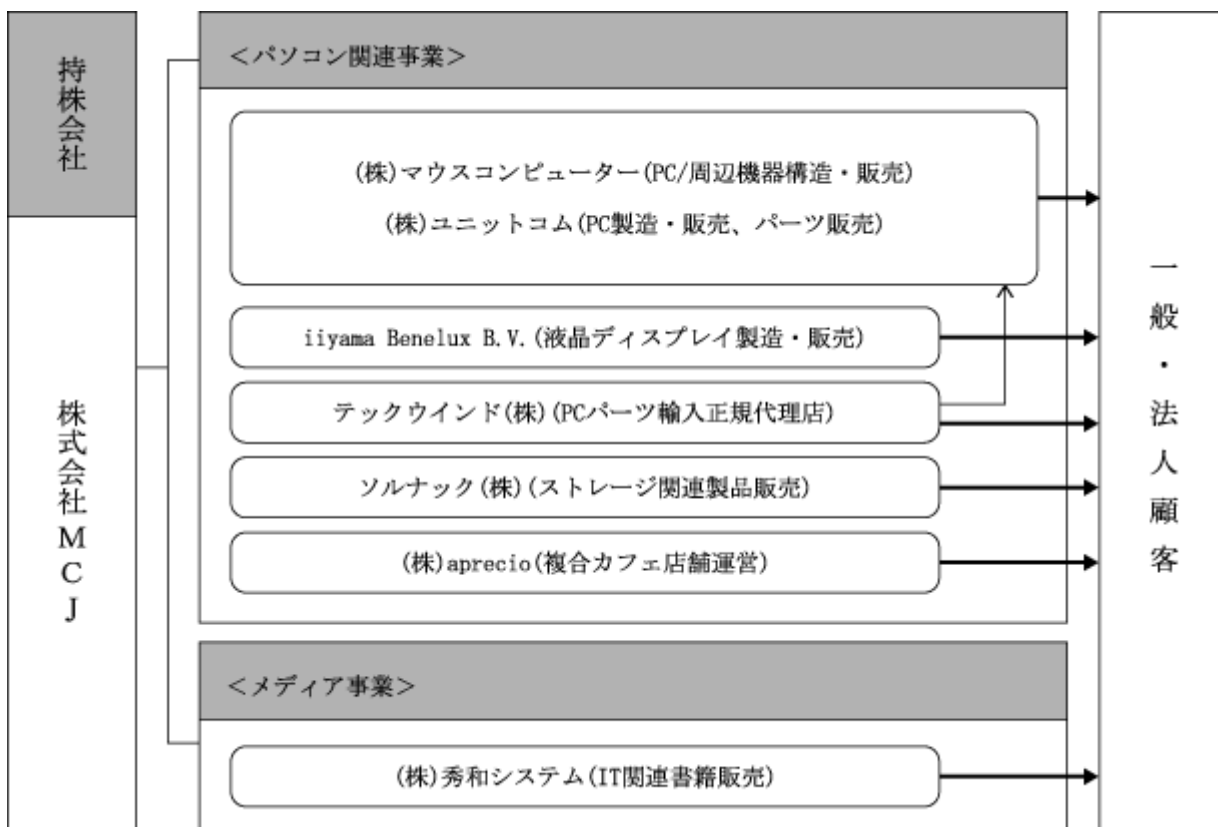 持株会社
株式会社MCJ
＜パソコン関連事業＞
(株)マウスコンピューター(PC/周辺機器構造・販売)
(株)ユニットコム(PC製造・販売、パーツ販売)
iiyama Benelux B.V.(液晶ディスプレイ製造・販売)
テックウインド(株)(PCパーツ輸入正規代理店)
ソルナック(株)(ストレージ関連製品販売)
(株)aprecio(複合カフェ店舗運営)
＜メディア事業＞
(株)秀和システム(IT関連書籍販売)
一般・法人顧客